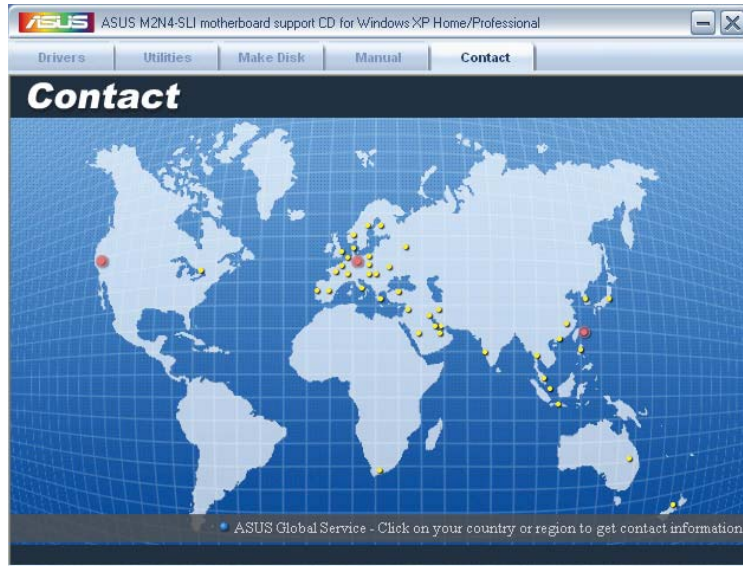 ASUS ASUS M2N4-SLI motherboard support CD for Windows XP Home/Professional
Drivers Utilities Make Disk Manual Contact
Contact
ASUS Global Service - Click on your country or region to get contact information